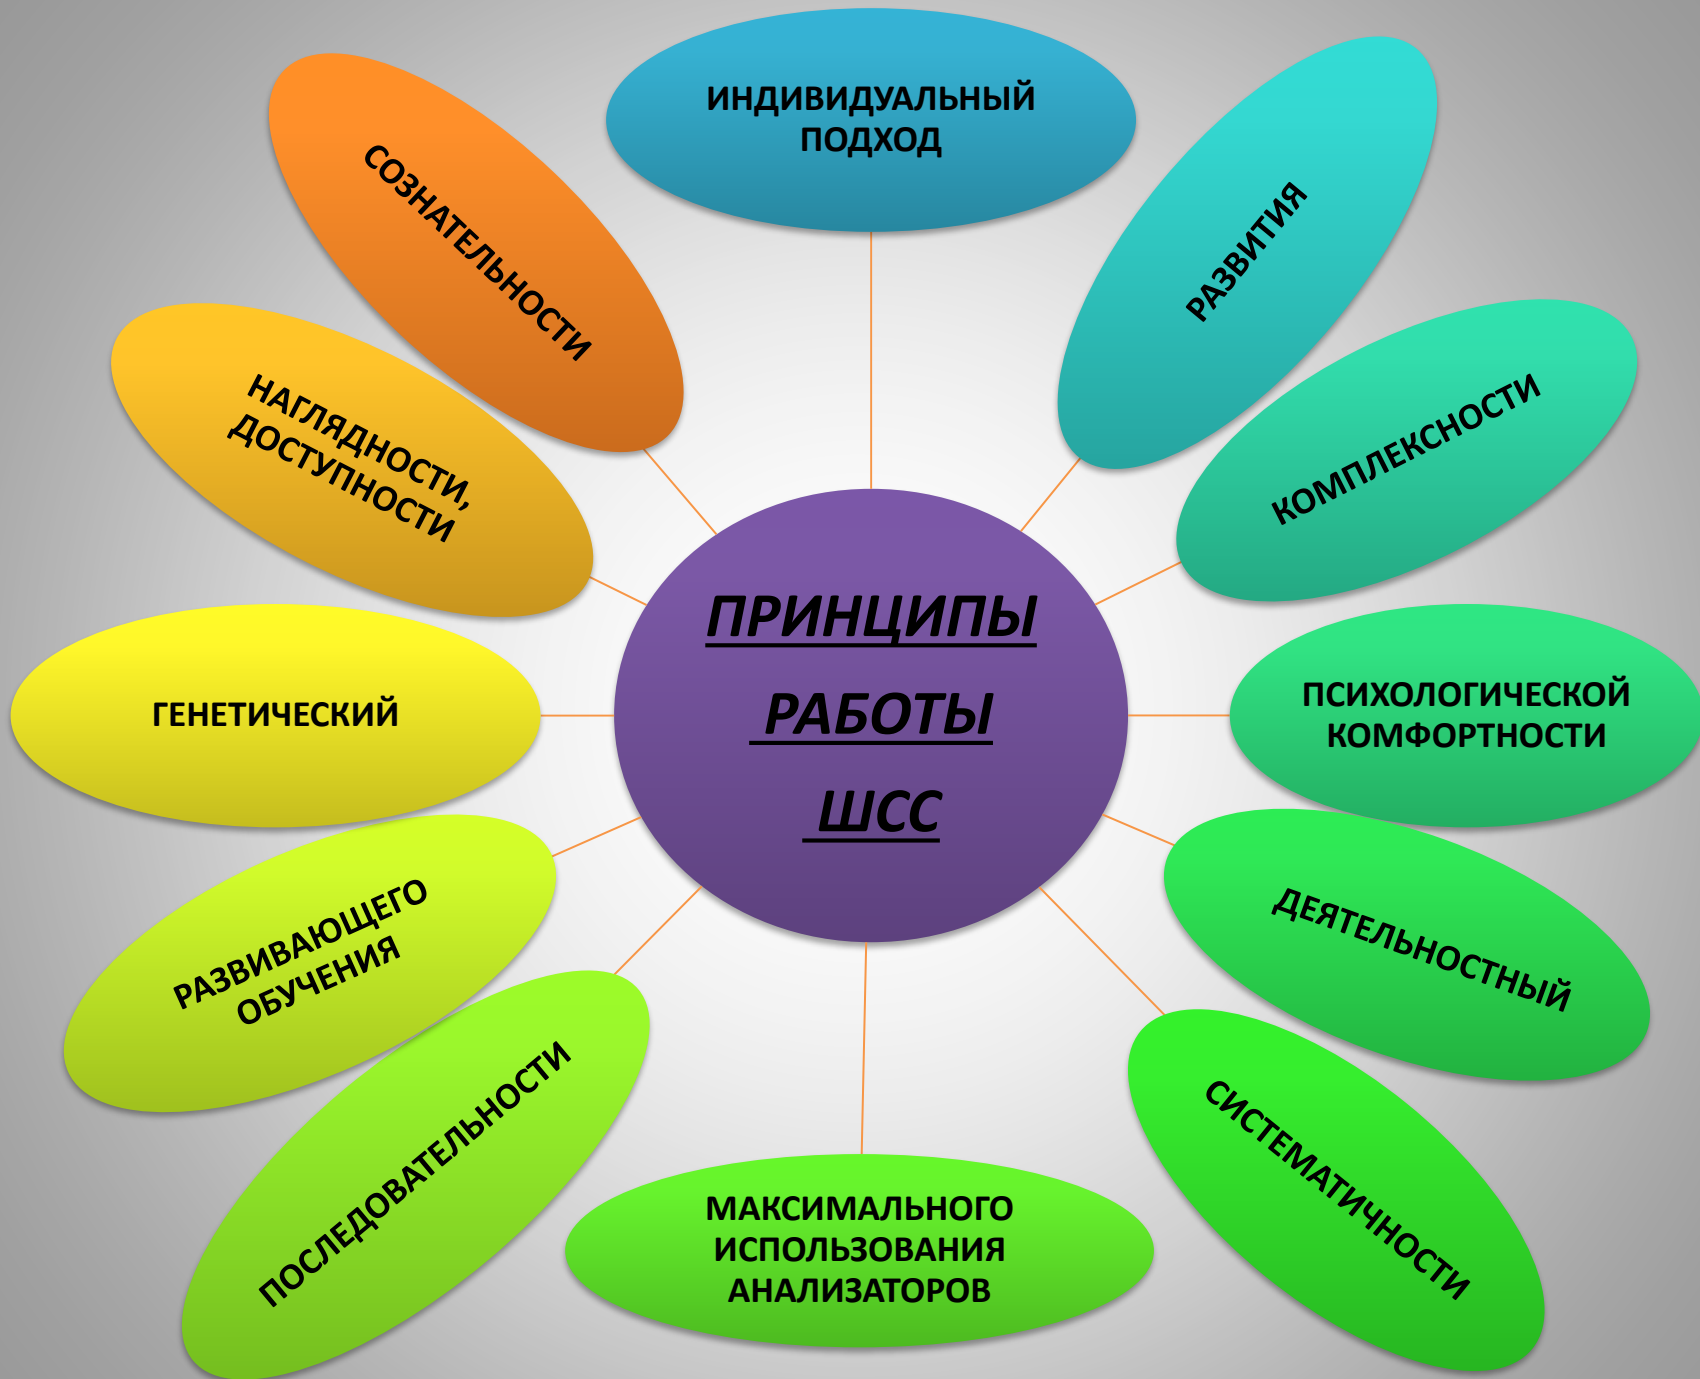 ИНДИВИДУАЛЬНЫЙ
ПОДХОД
РАЗВИТИЯ
КОМПЛЕКСНОСТИ
ПСИХОЛОГИЧЕСКОЙ
КОМФОРТНОСТИ
ДЕЯТЕЛЬНОСТНЫЙ
СИСТЕМАТИЧНОСТИ
МАКСИМАЛЬНОГО
ИСПОЛЬЗОВАНИЯ
АНАЛИЗАТОРОВ
ПОСЛЕДОВАТЕЛЬНОСТИ
РАЗВИВАЮЩЕГО
ОБУЧЕНИЯ
ГЕНЕТИЧЕСКИЙ
НАГЛЯДНОСТИ,
ДОСТУПНОСТИ
СОЗНАТЕЛЬНОСТИ
ПРИНЦИПЫ
РАБОТЫ
ШСС